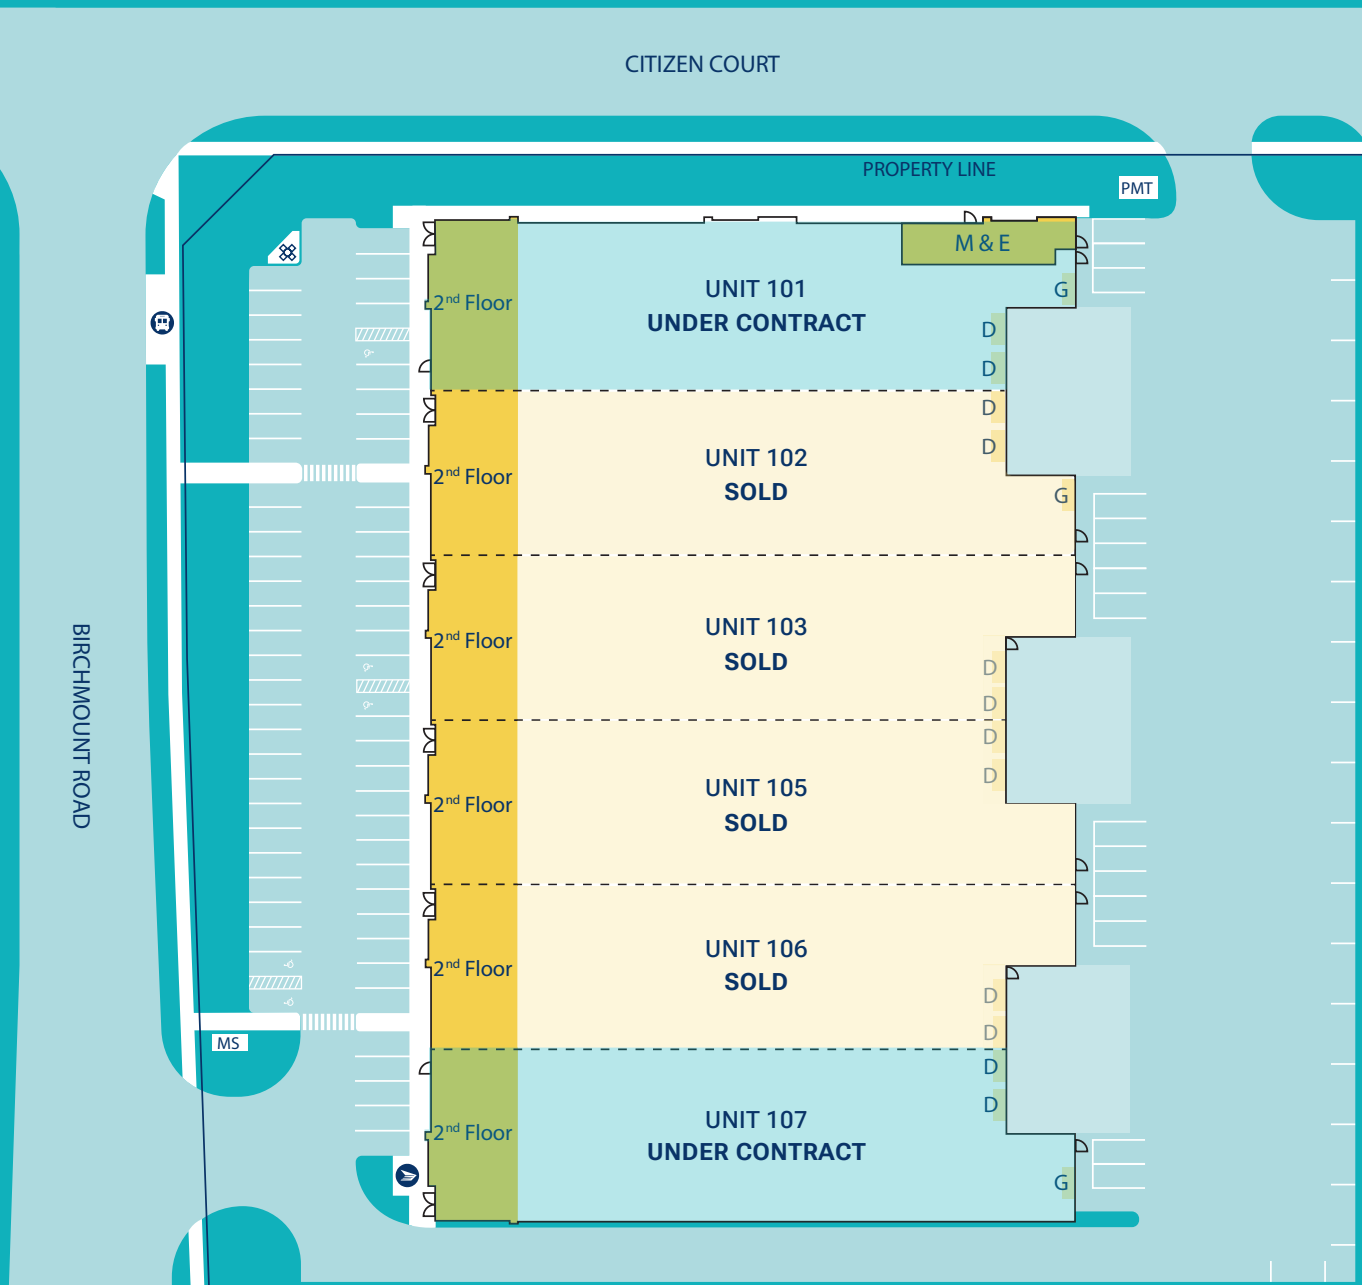 CITIZEN COURT
PROPERTY LINE
PMT
M & E
2nd Floor
UNIT 101
UNDER CONTRACT
G
D
D
D
D
2nd Floor
UNIT 102
SOLD
G
BIRCHMOUNT ROAD
2nd Floor
UNIT 103
SOLD
D
D
D
D
2nd Floor
UNIT 105
SOLD
2nd Floor
UNIT 106
SOLD
D
D
MS
D
D
2nd Floor
UNIT 107
UNDER CONTRACT
G